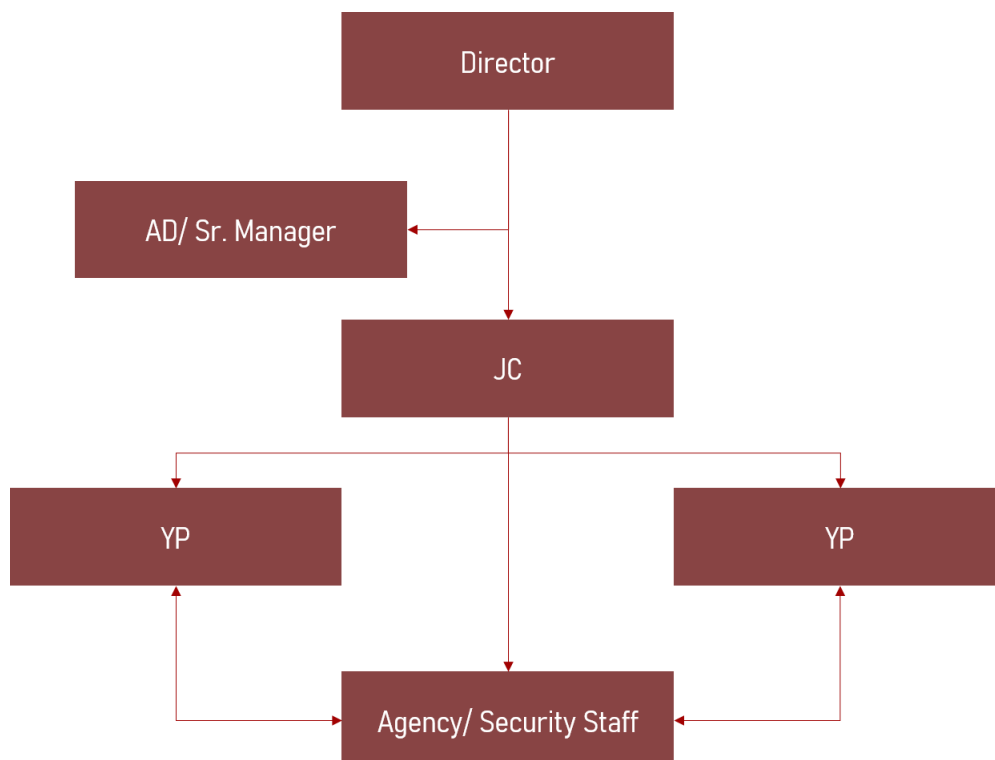 Director
AD/ Sr. Manager
JC
YP
YP
Agency/ Security Staff